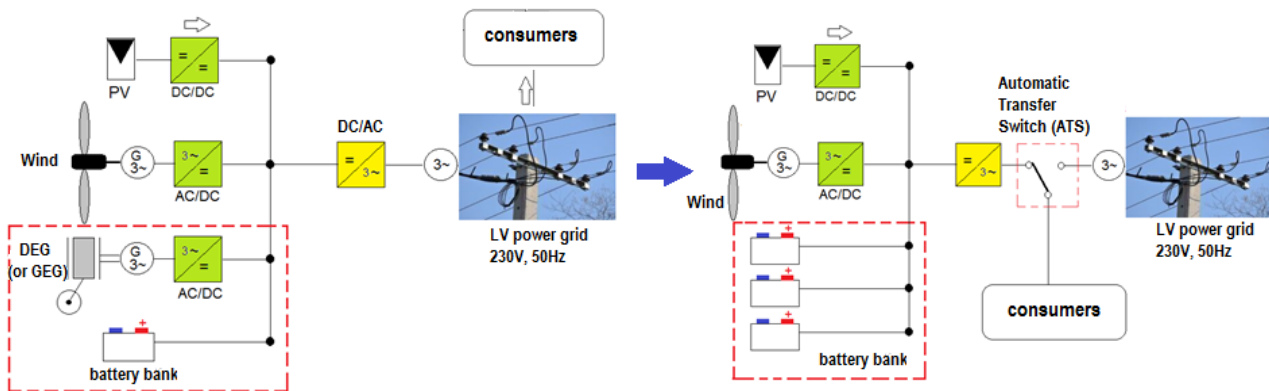 consumers
PV
=
=
DC/DC
Wind
G
3~
3~
=
AC/DC
DC/AC
=
3~
3~
LV power grid
230V, 50Hz
DEG
(or GEG)
G
3~
3~
=
AC/DC
+
battery bank
PV
=
=
DC/DC
Automatic
Transfer
Switch (ATS)
Wind
G
3~
3~
=
AC/DC
=
3~
3~
LV power grid
230V, 50Hz
+
+
+
battery bank
consumers